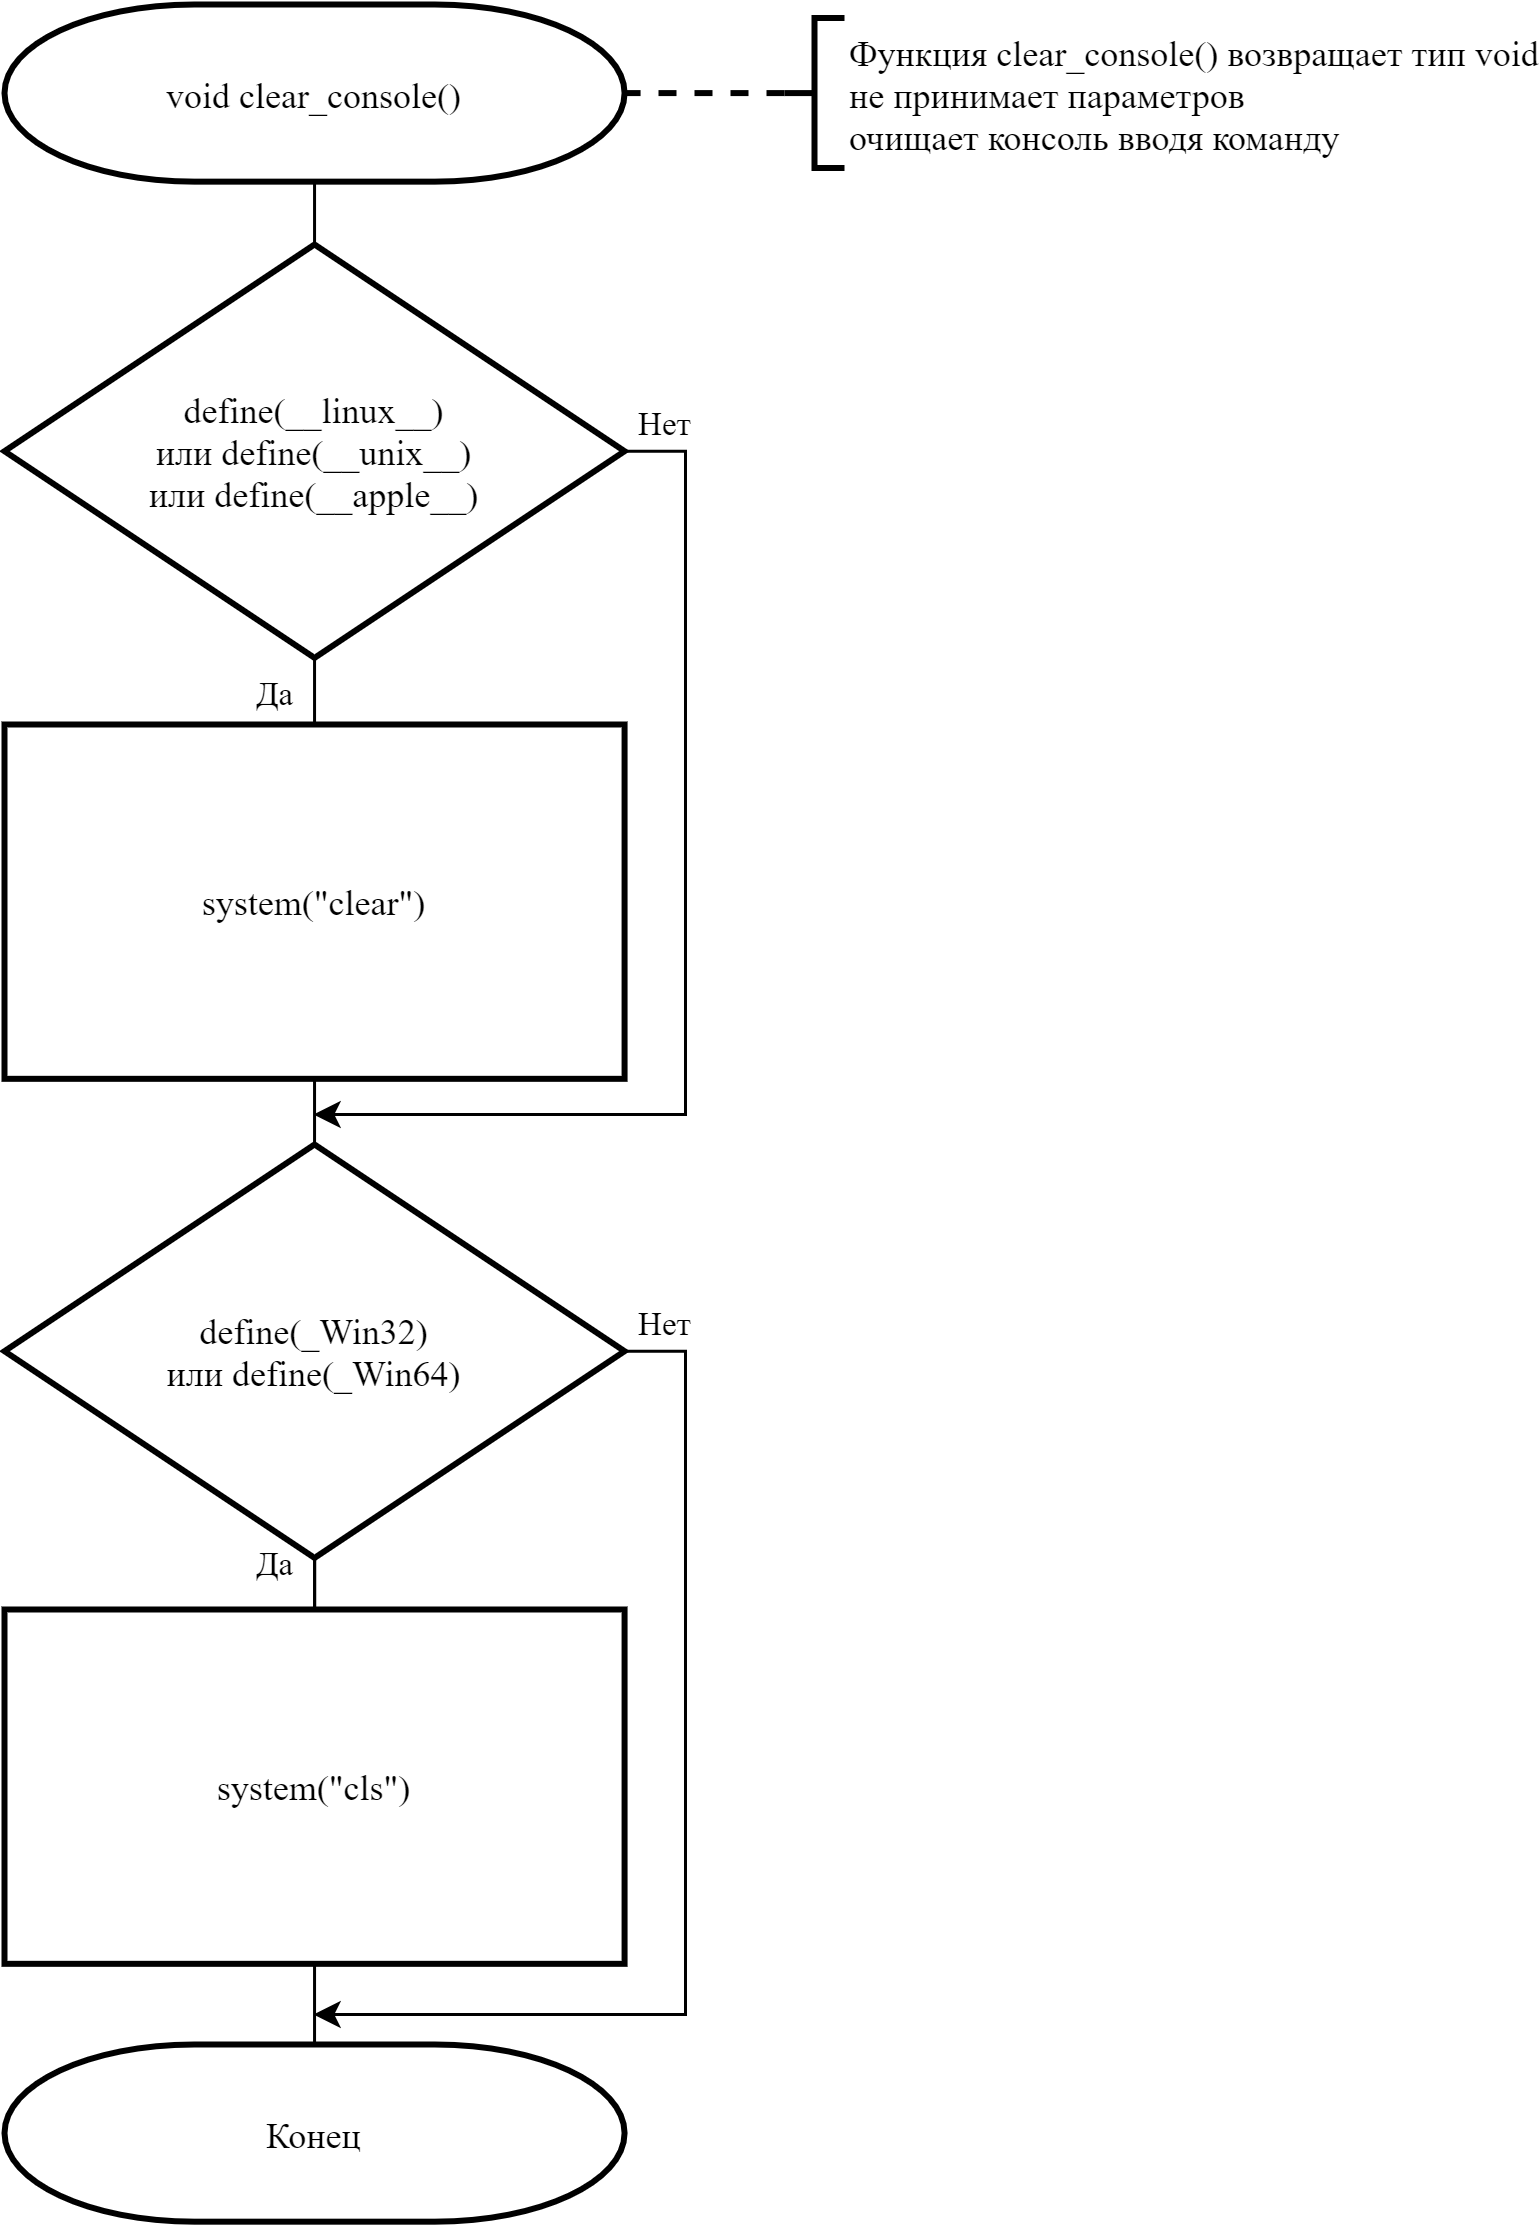 void clear_console()
Функция clear_console() возвращает тип void
не принимает параметров
очищает консоль вводя команду
define(__linux__)
или define(__unix__)
или define(__apple__)
Нет
Да
system("clear")
define(_Win32)
или define(_Win64)
Нет
Да
system("cls")
Конец